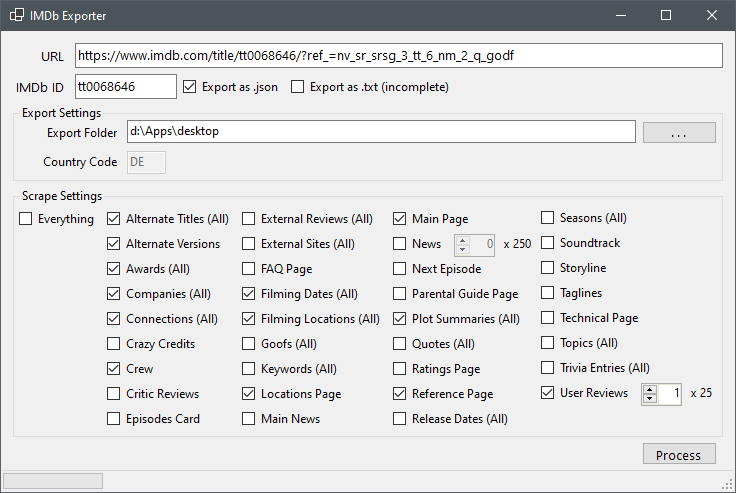 IMDb Exporter
URL https://www.imdb.com/title/tt0068646/?ref_=nv_sr_srsg_3_tt_6_nm_2_q_godf
IMDb ID tt0068646 Export as .json Export as .txt (incomplete)
Export Settings
Export Folder d:\Apps\desktop ...
Country Code DE
Scrape Settings
Everything Alternate Titles (All) External Reviews (All) Main Page Seasons (All)
Alternate Versions External Sites (All) News 0 x 250 Soundtrack
Awards (All) FAQ Page Next Episode Storyline
Companies (All) Filming Dates (All) Parental Guide Page Taglines
Connections (All) Filming Locations (All) Plot Summaries (All) Technical Page
Crazy Credits Goofs (All) Quotes (All) Topics (All)
Crew Keywords (All) Ratings Page Trivia Entries (All)
Critic Reviews Locations Page Reference Page User Reviews 1 x 25
Episodes Card Main News Release Dates (All)
Process